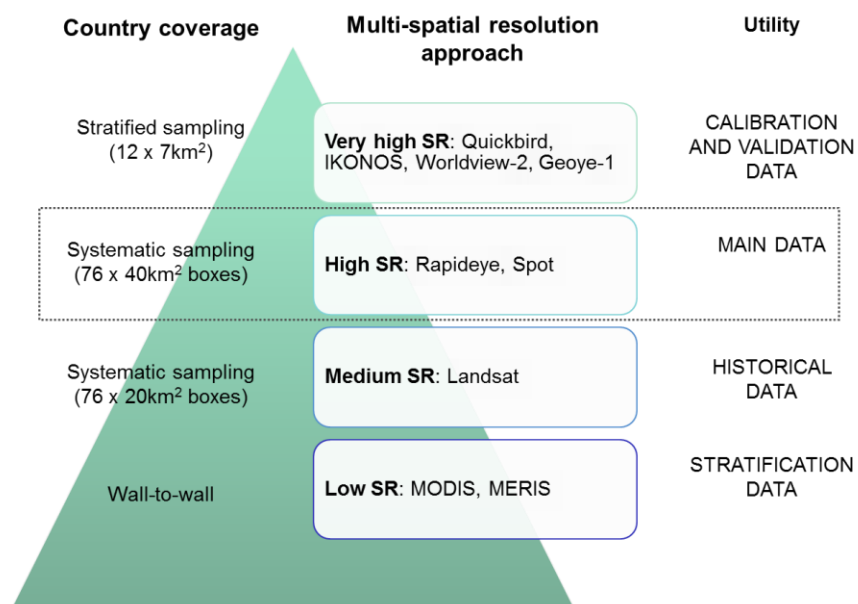 Country coverage
Multi-spatial resolution
approach
Utility
Stratified sampling
(12 x 7km²)
Very high SR: Quickbird,
IKONOS, Worldview-2, Geoye-1
CALIBRATION
AND VALIDATION
DATA
Systematic sampling
(76 x 40km² boxes)
High SR: Rapideye, Spot
MAIN DATA
Systematic sampling
(76 x 20km² boxes)
Medium SR: Landsat
HISTORICAL
DATA
Wall-to-wall
Low SR: MODIS, MERIS
STRATIFICATION
DATA